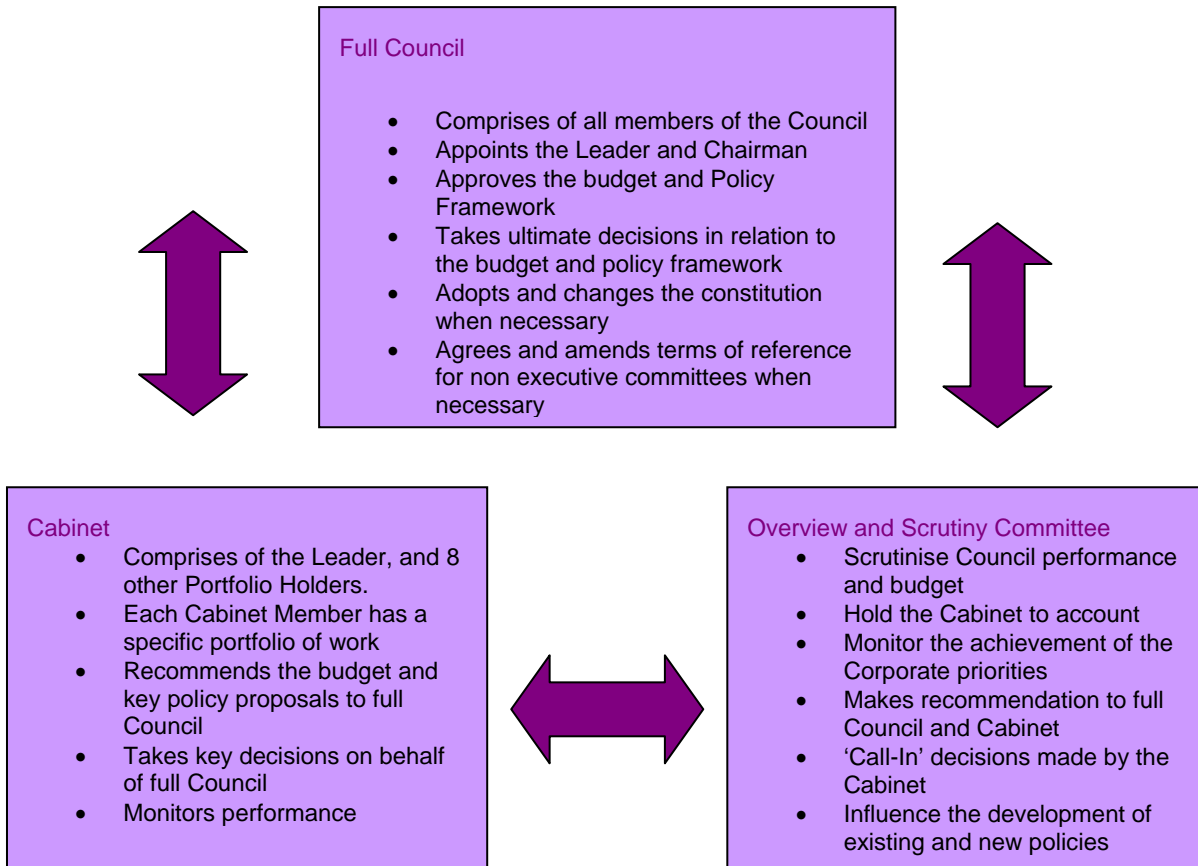 Full Council
• Comprises of all members of the Council
• Appoints the Leader and Chairman
• Approves the budget and Policy
Framework
• Takes ultimate decisions in relation to
the budget and policy framework
• Adopts and changes the constitution
when necessary
• Agrees and amends terms of reference
for non executive committees when
necessary
Cabinet
• Comprises of the Leader, and 8
other Portfolio Holders.
• Each Cabinet Member has a
specific portfolio of work
• Recommends the budget and
key policy proposals to full
Council
• Takes key decisions on behalf
of full Council
• Monitors performance
Overview and Scrutiny Committee
• Scrutinise Council performance
and budget
• Hold the Cabinet to account
• Monitor the achievement of the
Corporate priorities
• Makes recommendation to full
Council and Cabinet
• ‘Call-In’ decisions made by the
Cabinet
• Influence the development of
existing and new policies